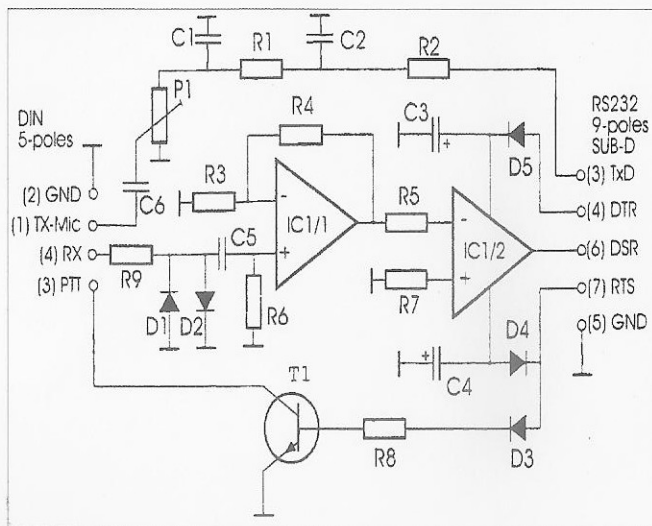 C1
R1
C2
R2
P1
DIN
5-poles
R4
C3
+
D5
RS232
9-poles
SUB-D
(3) TxD
(2) GND
C6
R3
-
IC1/1
+
R5
-
IC1/2
+
(4) DTR
(1) TX-Mic
C5
(6) DSR
(4) RX
R9
R7
(7) RTS
(3) PTT
D1
D2
R6
+
C4
D4
(5) GND
T1
R8
D3